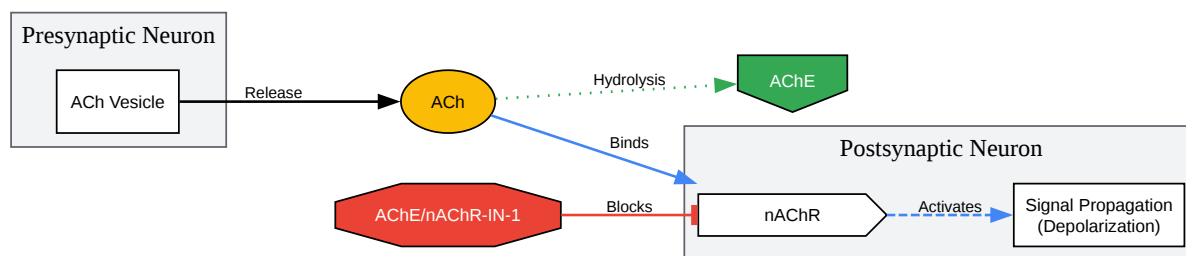 Presynaptic Neuron
ACh Vesicle
Release
ACh
Hydrolysis
AChE
Binds
Postsynaptic Neuron
AChE/nAChR-IN-1
Blocks
nAChR
Activates
Signal Propagation
(Depolarization)